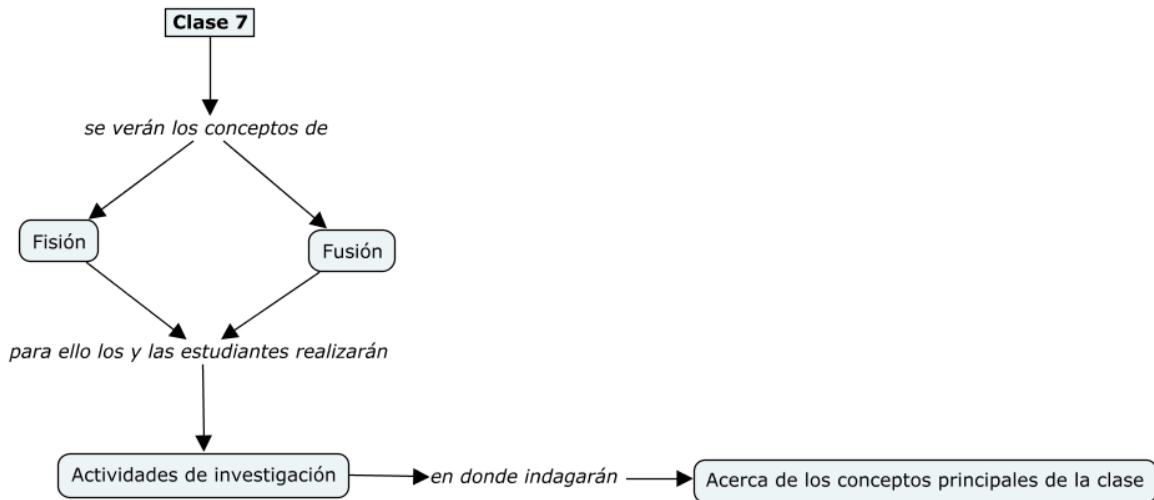 Clase 7
se verán los conceptos de
Fisión
Fusión
para ello los y las estudiantes realizarán
Actividades de investigación
en donde indagarán
Acerca de los conceptos principales de la clase